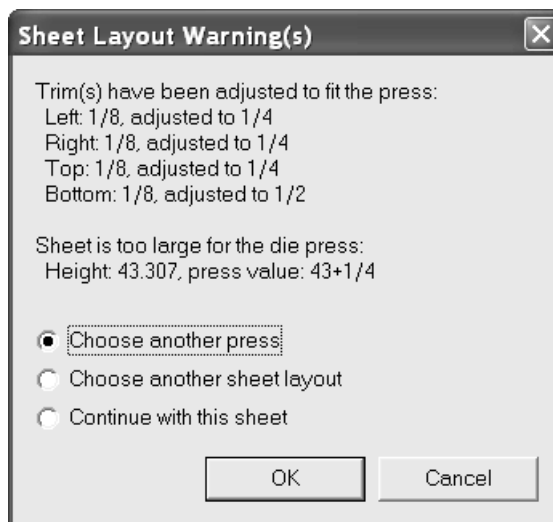 Sheet Layout Warning(s)
Trim(s) have been adjusted to fit the press:
Left: 1/8, adjusted to 1/4
Right: 1/8, adjusted to 1/4
Top: 1/8, adjusted to 1/4
Bottom: 1/8, adjusted to 1/2
Sheet is too large for the die press:
Height: 43.307, press value: 43+1/4
Choose another press
Choose another sheet layout
Continue with this sheet
OK
Cancel